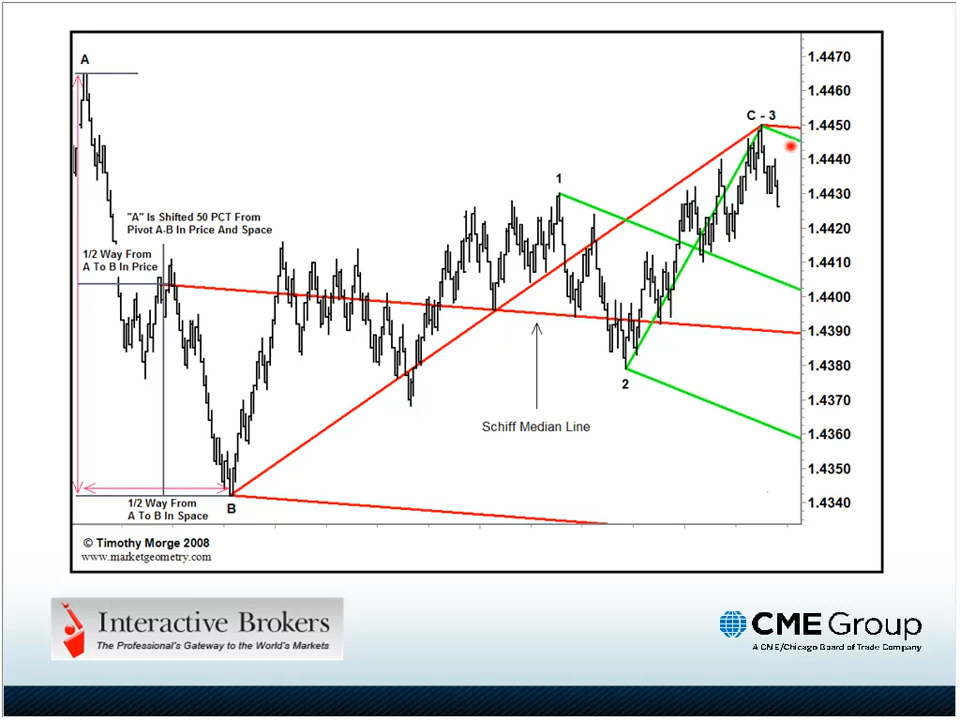 A
C - 3
1
"A" Is Shifted 50 PCT From
Pivot A-B In Price And Space
1/2 Way From
A To B In Price
2
Schiff Median Line
B
1/2 Way From
A To B In Space
1.4470
1.4460
1.4450
1.4440
1.4430
1.4420
1.4410
1.4400
1.4390
1.4380
1.4370
1.4360
1.4350
1.4340
© Timothy Morge 2008
www.marketgeometry.com
Interactive Brokers
The Professional's Gateway to the World's Markets
CME Group
A CME/Chicago Board of Trade Company